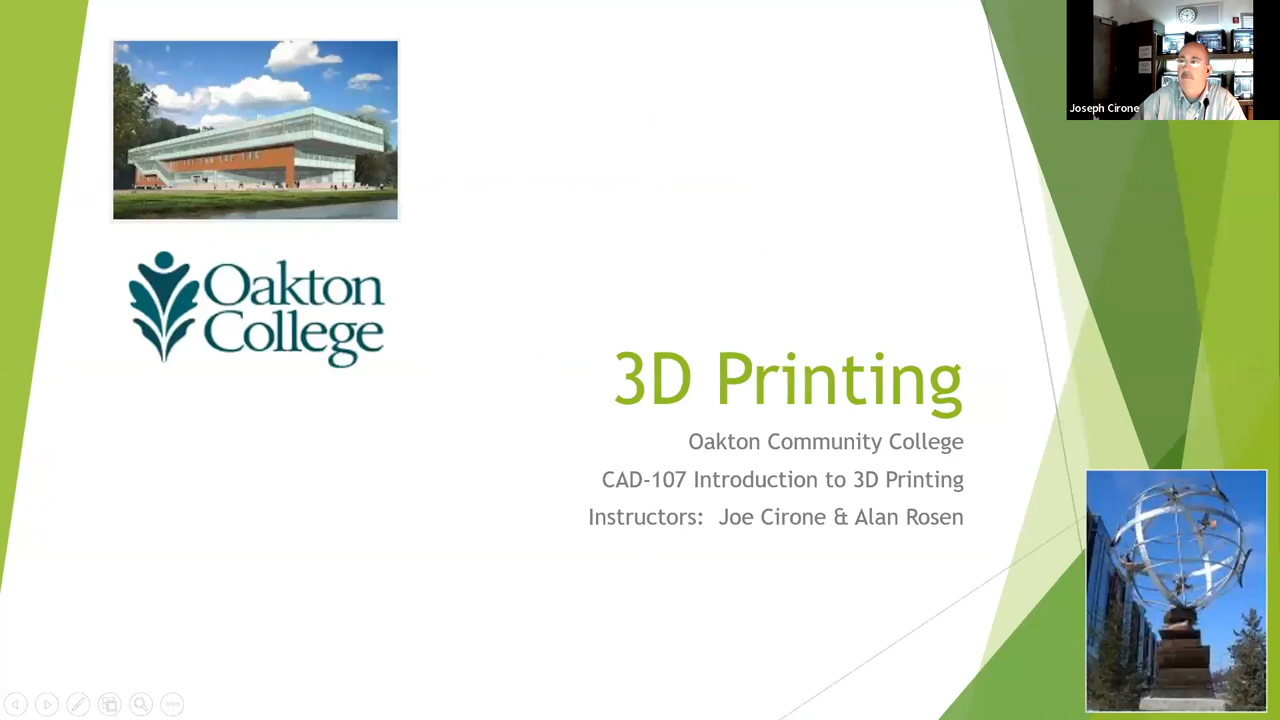 Joseph Cirone
Oakton
College
3D Printing
Oakton Community College
CAD-107 Introduction to 3D Printing
Instructors: Joe Cirone & Alan Rosen